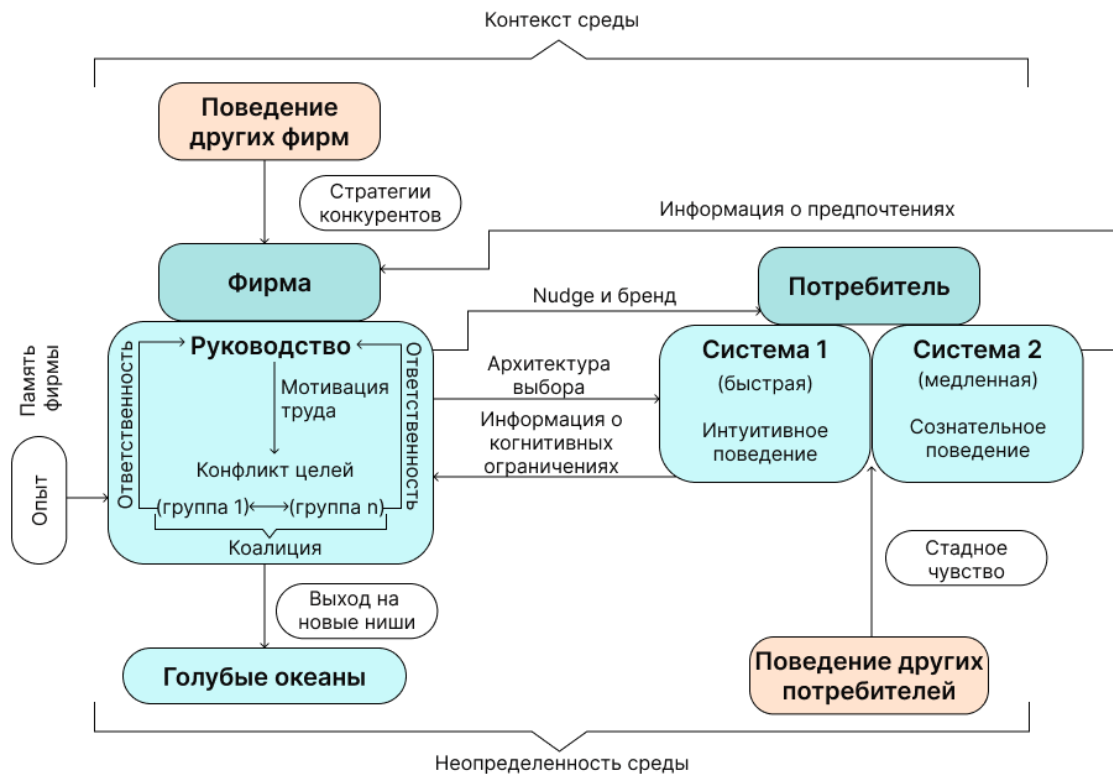 Контекст среды
Поведение
других фирм
Стратегии
конкурентов
Информация о предпочтениях
Фирма
Nudge и бренд
Потребитель
Память
фирмы
Опыт
Ответственность
Руководство
Ответственность
Мотивация
труда
Конфликт целей
(группа 1)
(группа n)
Коалиция
Архитектура
выбора
Информация о
когнитивных
ограничениях
Система 1
(быстрая)
Интуитивное
поведение
Система 2
(медленная)
Сознательное
поведение
Стадное
чувство
Выход на
новые ниши
Голубые океаны
Поведение других
потребителей
Неопределенность среды